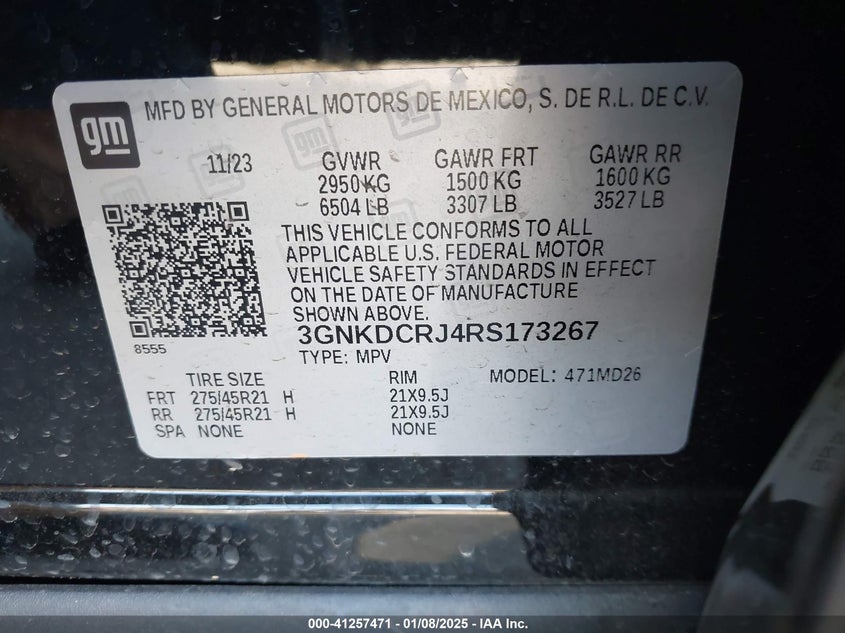 gm
MFD BY GENERAL MOTORS DE MEXICO, S. DE R.L. DE C.V.
11/23 GVWR GAWR FRT GAWR RR
2950 KG 1500 KG 1600 KG
6504 LB 3307 LB 3527 LB
THIS VEHICLE CONFORMS TO ALL
APPLICABLE U.S. FEDERAL MOTOR
VEHICLE SAFETY STANDARDS IN EFFECT
ON THE DATE OF MANUFACTURE
SHOWN ABOVE.
8555
3GNKDCRJ4RS173267
TYPE: MPV
TIRE SIZE RIM MODEL: 471MD26
FRT 275/45R21 H 21X9.5J
RR 275/45R21 H 21X9.5J
SPA NONE NONE
000-41257471 | 01/08/2025 | IAA Inc.